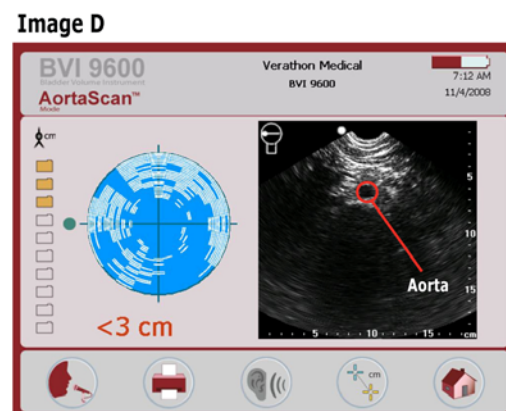 Image D
BVI 9600
Bladder Volume Instrument
AortaScan™
Mode
Verathon Medical
BVI 9600
7:12 AM
11/4/2008
cm
<3 cm
5
10
15
Aorta
5 10 15 cm
cm